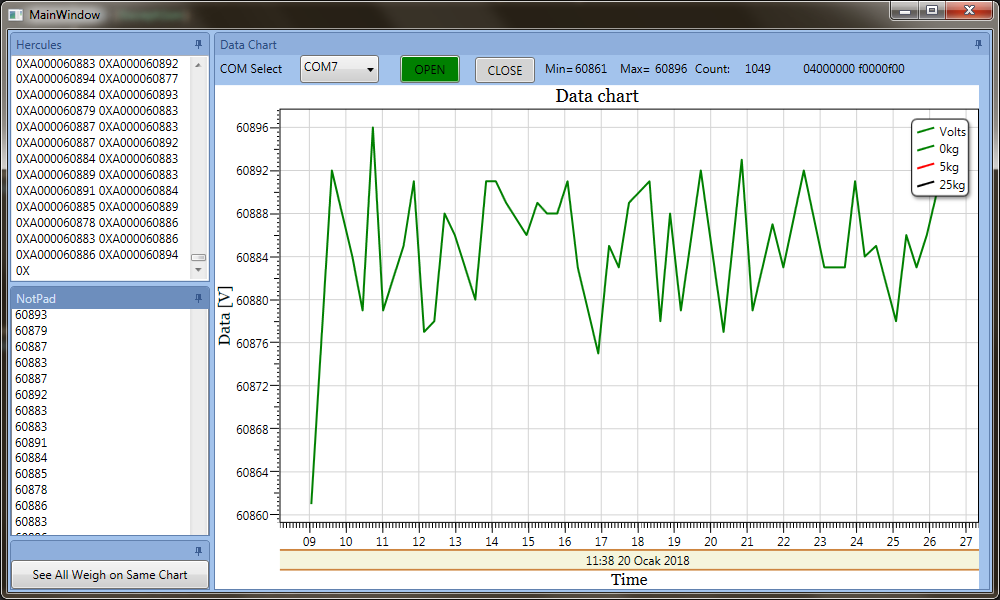 MainWindow
Hercules
0XA000060883 0XA000060892
0XA000060894 0XA000060877
0XA000060884 0XA000060893
0XA000060879 0XA000060883
0XA000060887 0XA000060883
0XA000060887 0XA000060892
0XA000060884 0XA000060883
0XA000060889 0XA000060883
0XA000060891 0XA000060884
0XA000060885 0XA000060889
0XA000060878 0XA000060886
0XA000060883 0XA000060886
0XA000060886 0XA000060894
0X
NotPad
60893
60879
60887
60883
60887
60892
60883
60883
60891
60884
60885
60878
60886
60883
See All Weigh on Same Chart
Data Chart
COM Select COM7 OPEN CLOSE Min= 60861 Max= 60896 Count: 1049 04000000 f0000f00
Data chart
Volts
0kg
5kg
25kg
Data [V]
60896
60892
60888
60884
60880
60876
60872
60868
60864
60860
09 10 11 12 13 14 15 16 17 18 19 20 21 22 23 24 25 26 27
11:38 20 Ocak 2018
Time